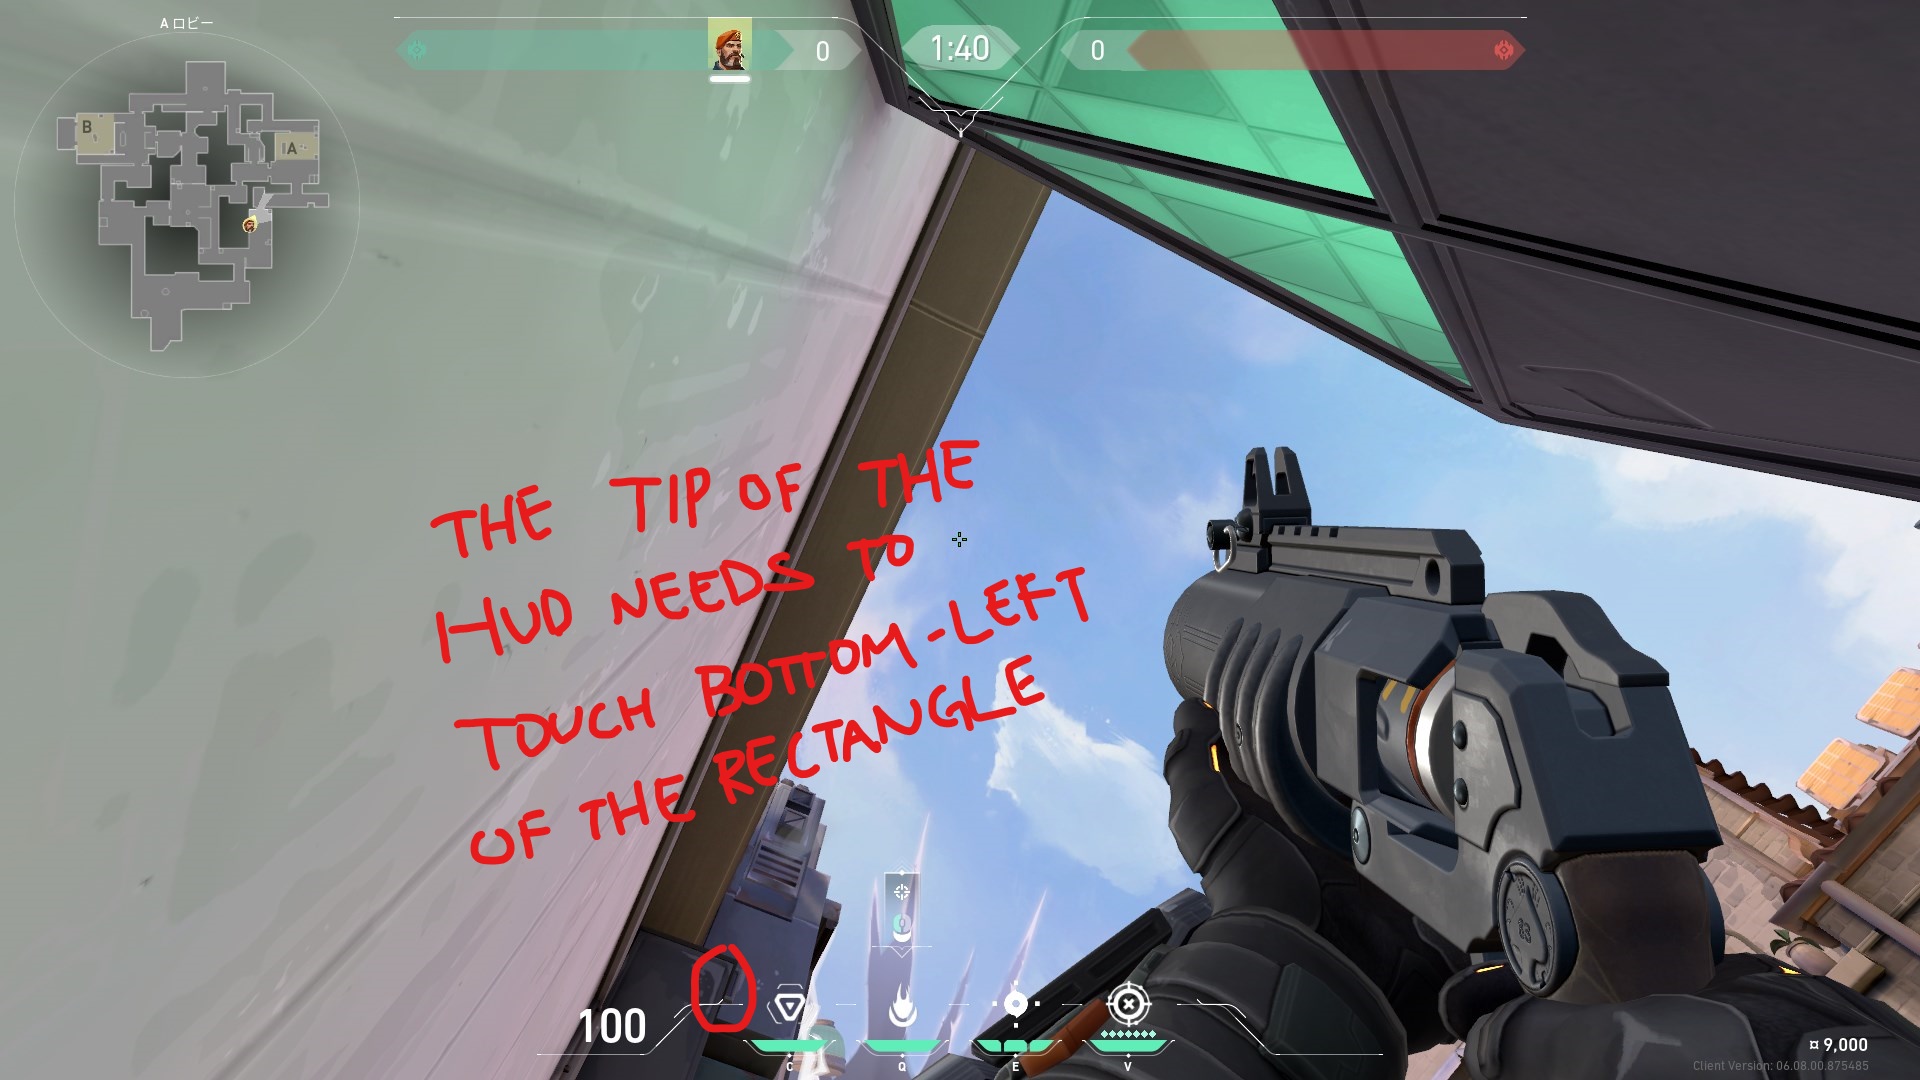 A ロビー
0
1:40
0
B
A
THE TIP OF THE
HUD NEEDS TO
TOUCH BOTTOM-LEFT
OF THE RECTANGLE
100
C
Q
E
V
¤ 9,000
Client Version: 06.08.00.875485